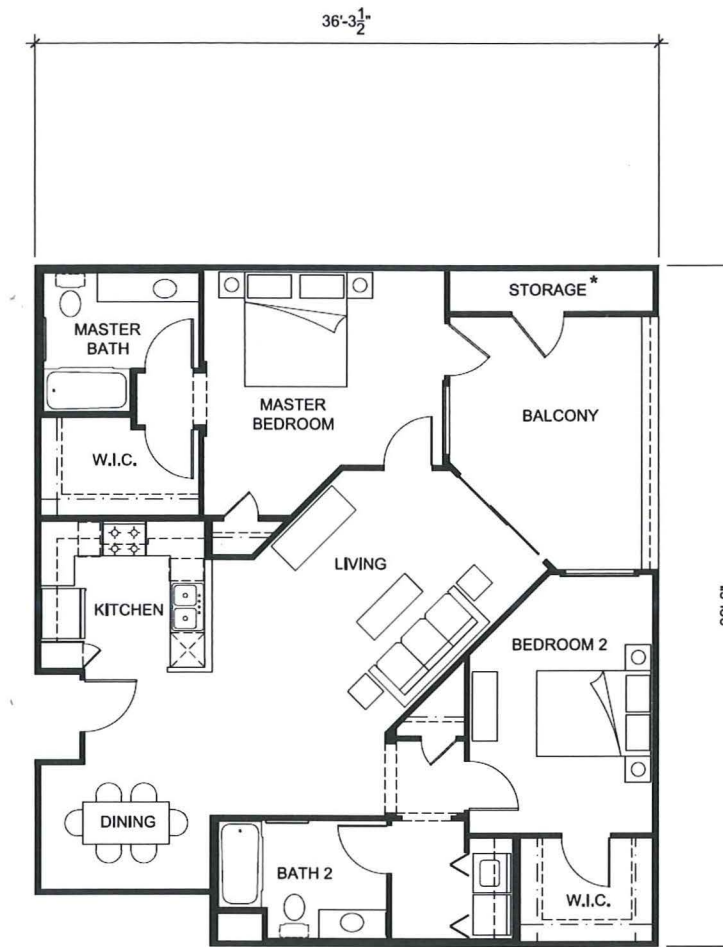 36'-3½"
STORAGE*
MASTER
BATH
MASTER
BEDROOM
BALCONY
W.I.C.
LIVING
KITCHEN
BEDROOM 2
DINING
BATH 2
W.I.C.